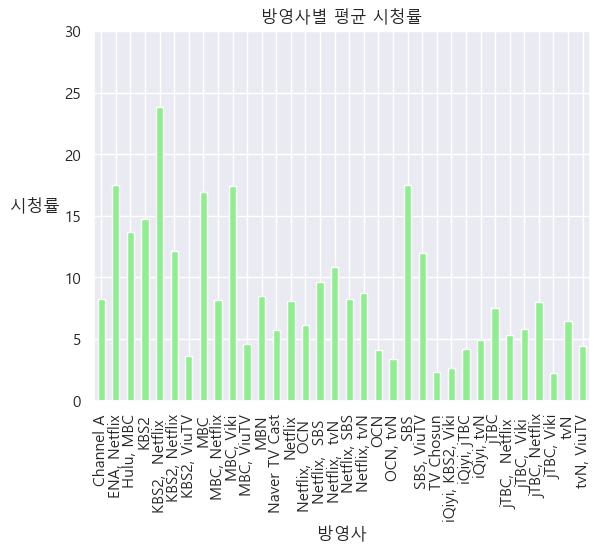 방영사별 평균 시청률
30
25
20
15
10
5
0
시청률
Channel A
ENA, Netflix
Hulu, MBC
KBS2
KBS2,  Netflix
KBS2, Netflix
KBS2, ViuTV
MBC
MBC, Netflix
MBC, Viki
MBC, ViuTV
MBN
Naver TV Cast
Netflix
Netflix,  OCN
Netflix,  SBS
Netflix,  tvN
Netflix, SBS
Netflix, tvN
OCN
OCN, tvN
SBS
SBS, ViuTV
TV Chosun
iQiyi, KBS2, Viki
iQiyi, jTBC
iQiyi, tvN
jTBC
jTBC,  Netflix
jTBC,  Viki
jTBC, Netflix
jTBC, Viki
tvN
tvN, ViuTV
방영사